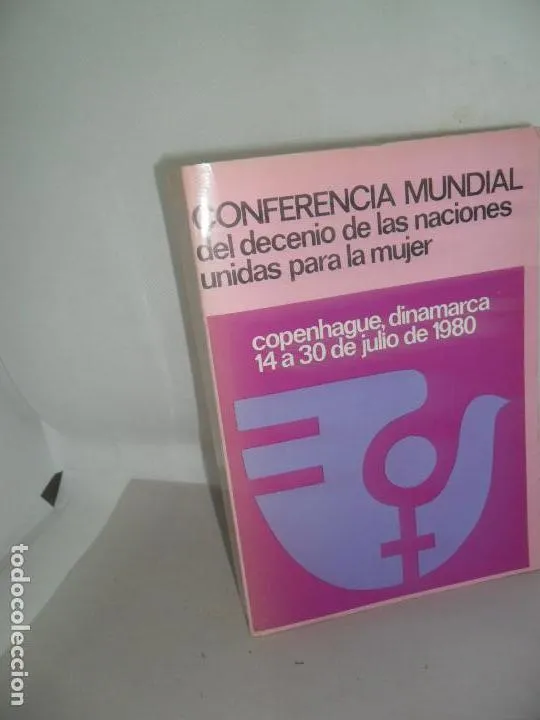 CONFERENCIA MUNDIAL
del decenio de las naciones
unidas para la mujer
copenhague, dinamarca
14 a 30 de julio de 1980
todocoleccion